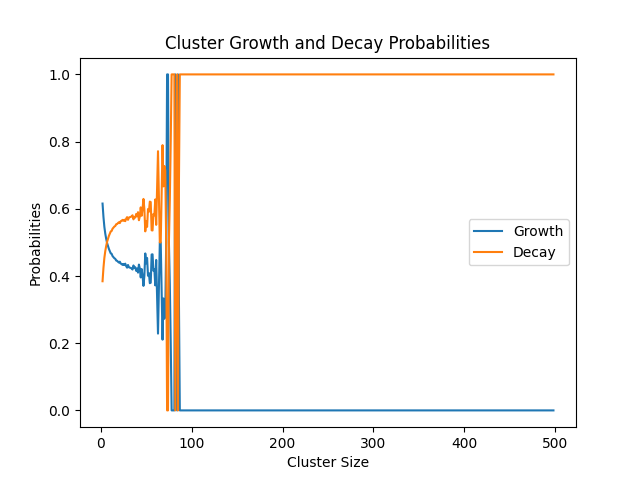 Cluster Growth and Decay Probabilities
1.0
0.8
0.6
0.4
0.2
0.0
Probabilities
Growth
Decay
0
100
200
300
400
500
Cluster Size